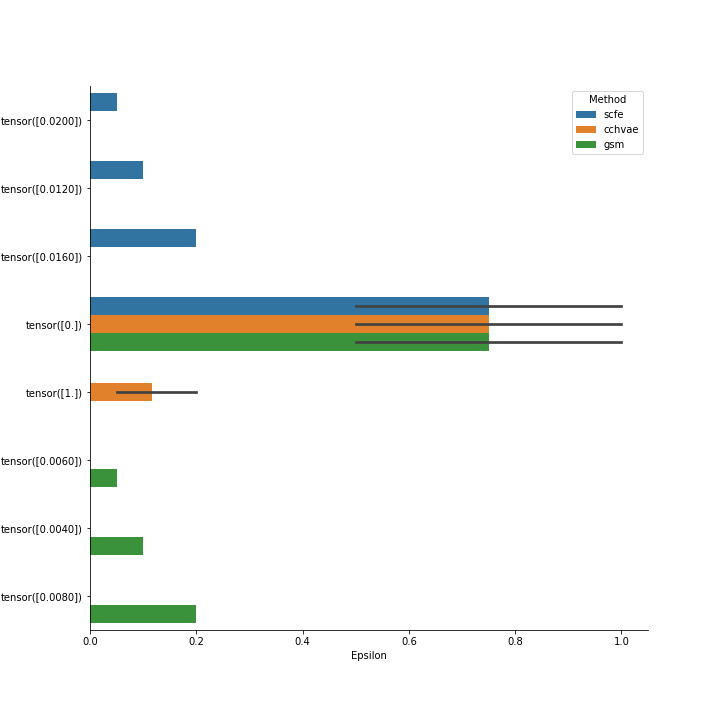 Method
scfe
cchvae
gsm
tensor([0.0200])
tensor([0.0120])
tensor([0.0160])
tensor([0.])
tensor([1.])
tensor([0.0060])
tensor([0.0040])
tensor([0.0080])
0.0 0.2 0.4 0.6 0.8 1.0
Epsilon